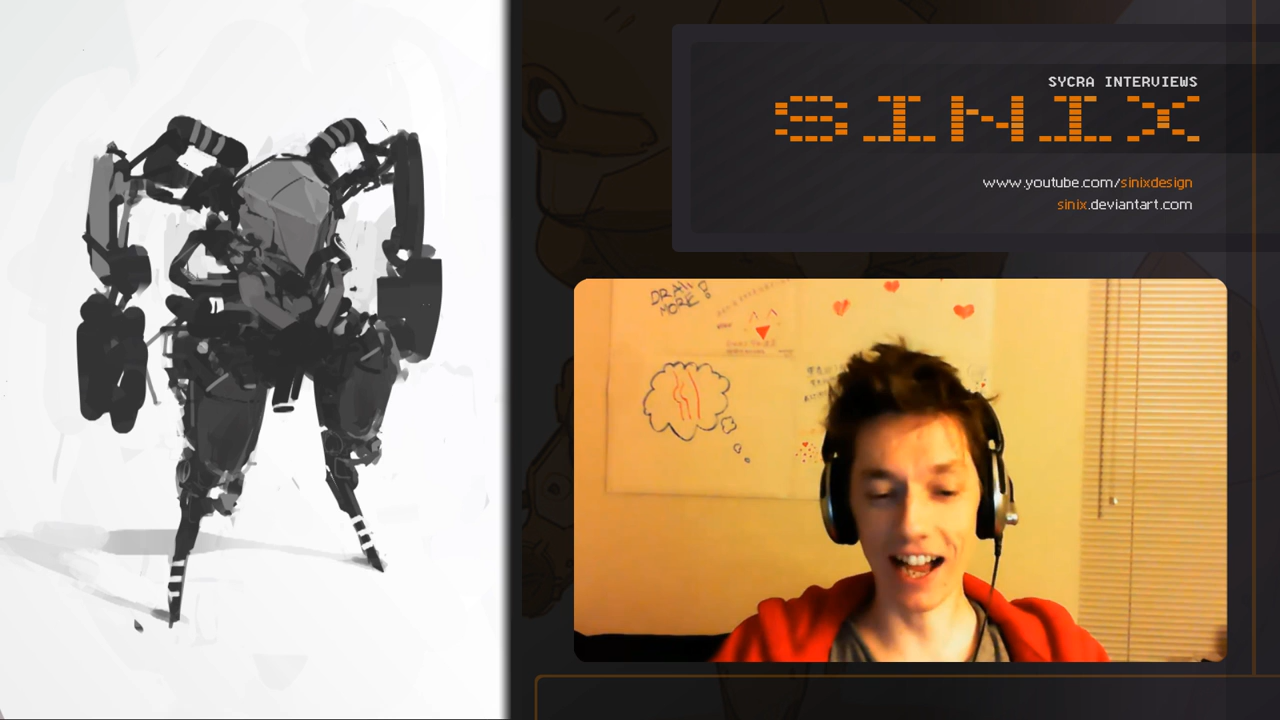 SYCRA INTERVIEWS
SINIX
www.youtube.com/sinixdesign
sinix.deviantart.com
DRAW
MORE!